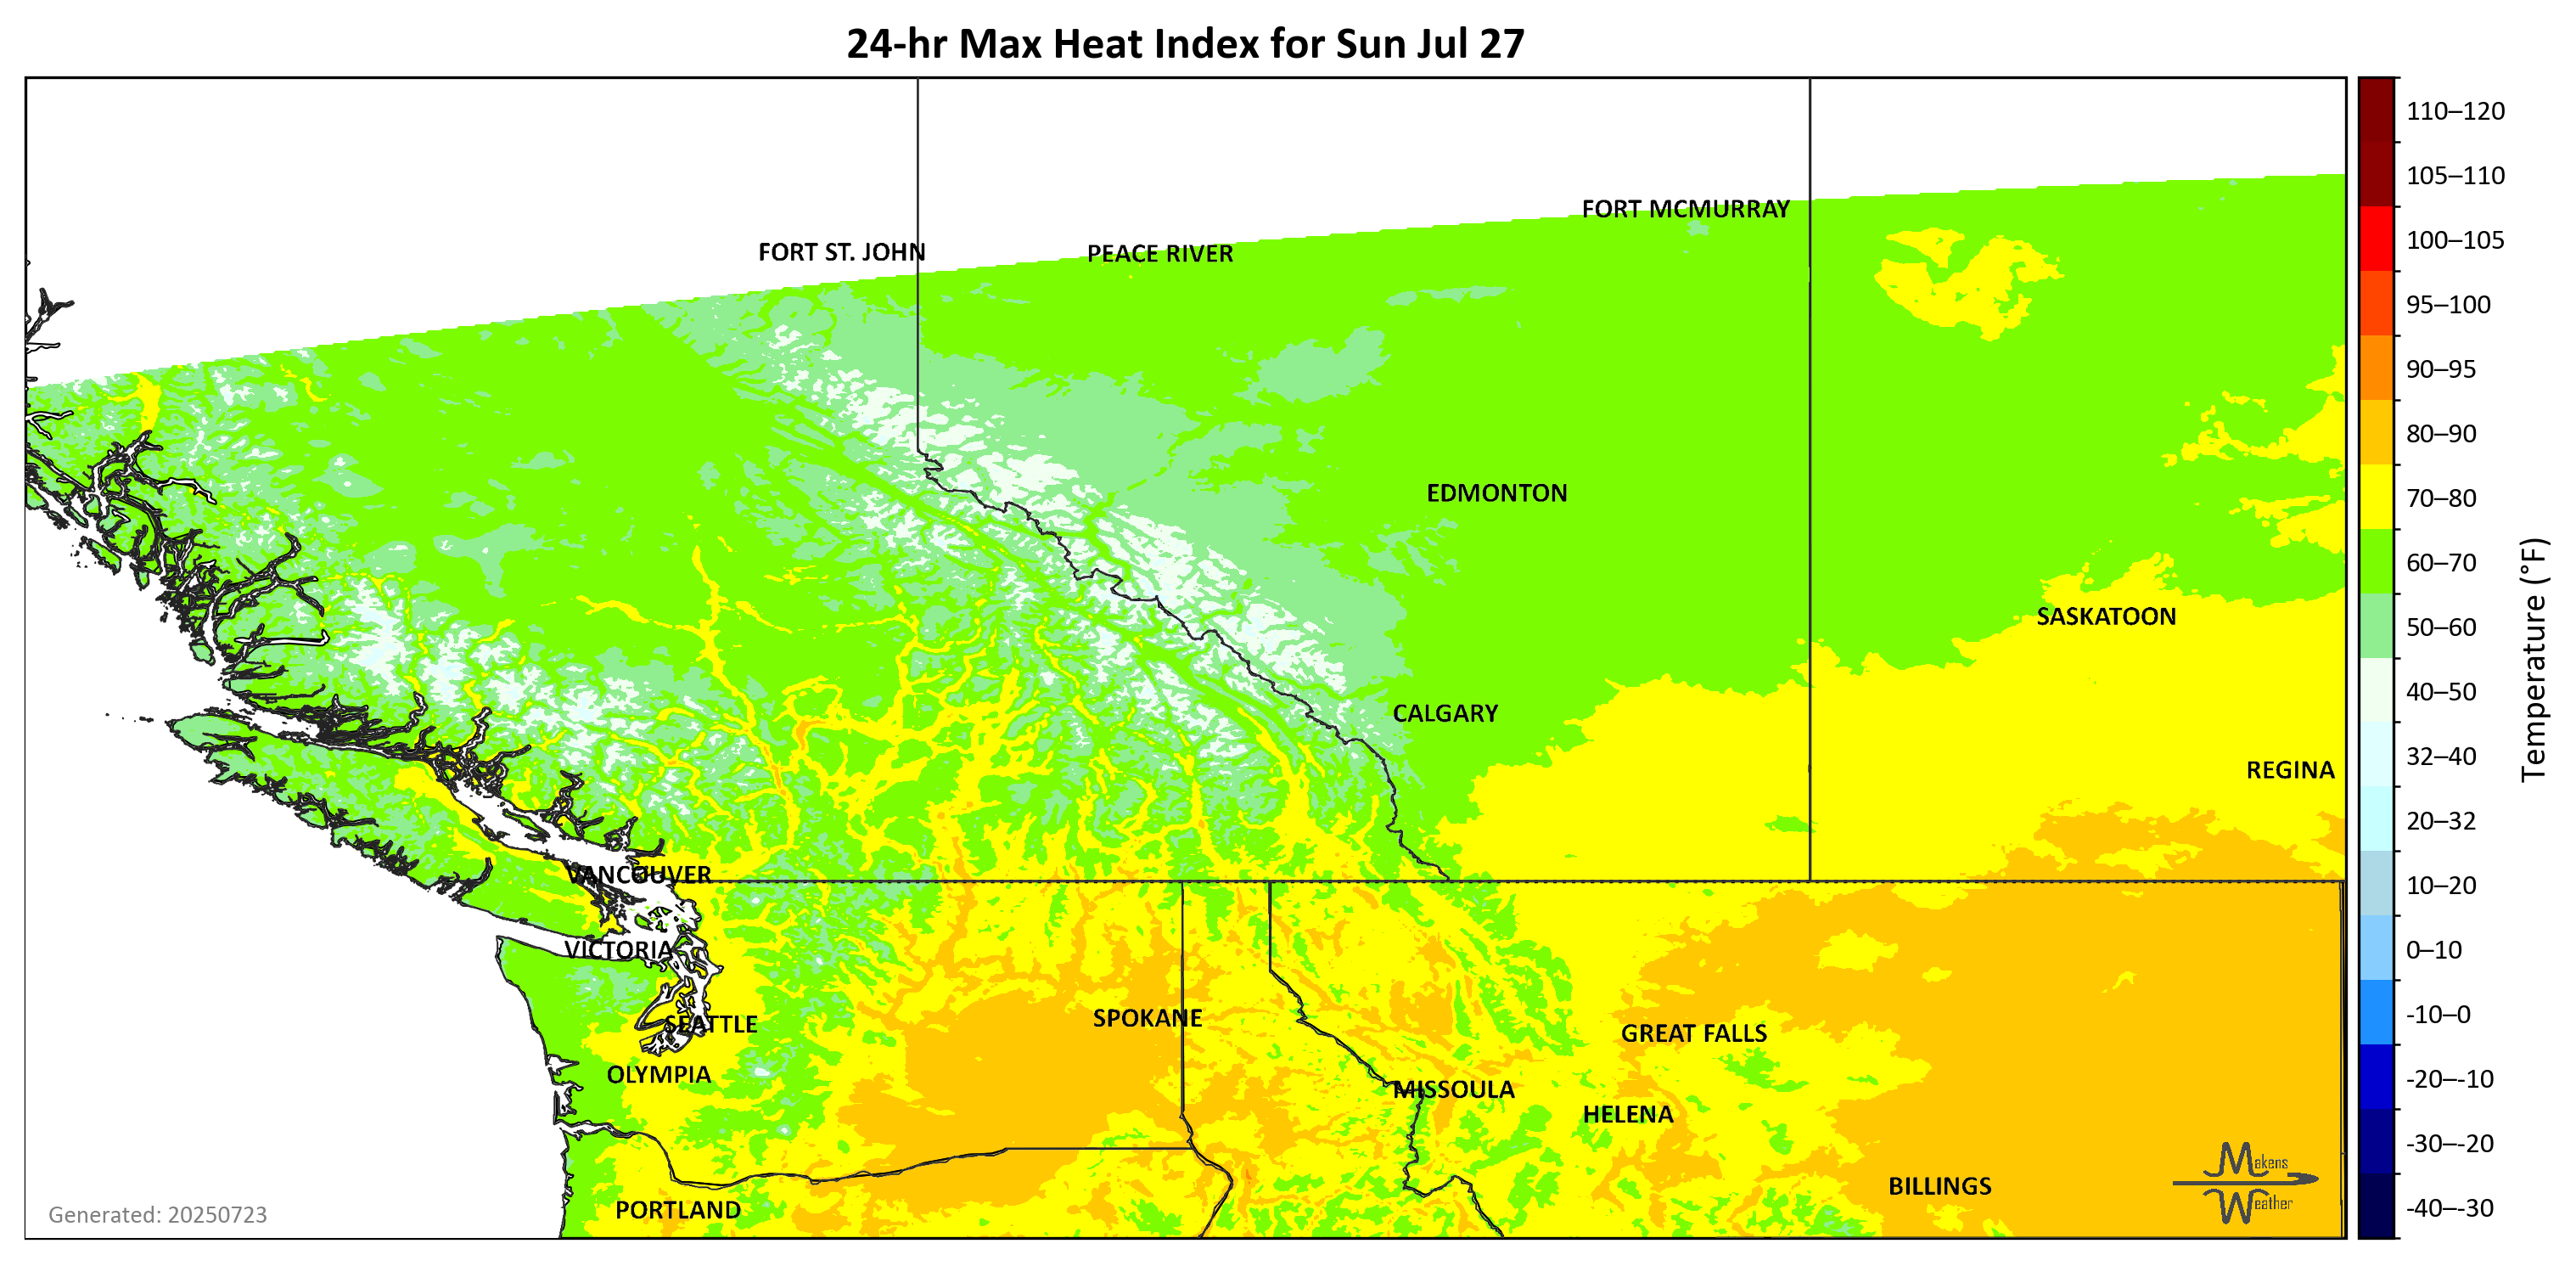 24-hr Max Heat Index for Sun Jul 27
FORT MCMURRAY
FORT ST. JOHN
PEACE RIVER
EDMONTON
SASKATOON
CALGARY
REGINA
VANCOUVER
VICTORIA
SEATTLE
SPOKANE
GREAT FALLS
OLYMPIA
MISSOULA
HELENA
BILLINGS
PORTLAND
Makens
Weather
Generated: 20250723
110–120
105–110
100–105
95–100
90–95
80–90
70–80
60–70
50–60
40–50
32–40
20–32
10–20
0–10
-10–0
-20–-10
-30–-20
-40–-30
Temperature (°F)